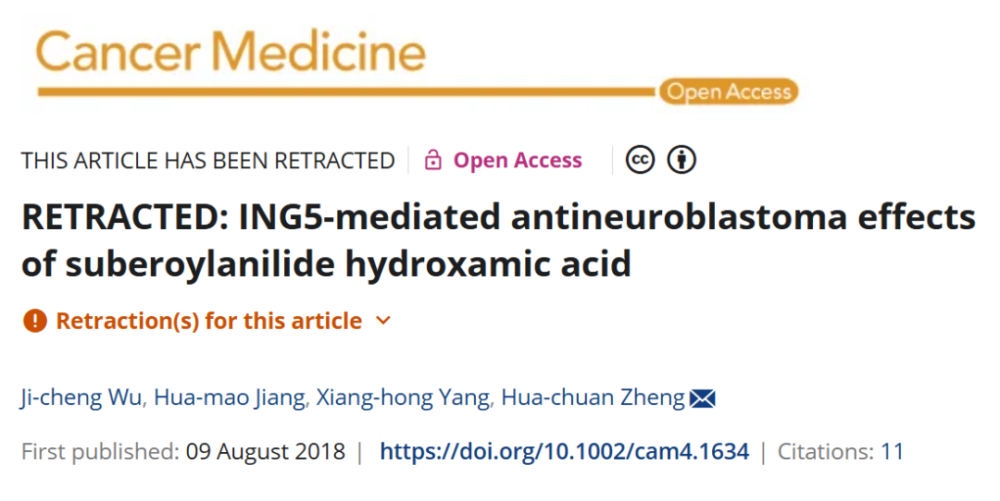 Cancer Medicine
Open Access
THIS ARTICLE HAS BEEN RETRACTED Open Access cc
RETRACTED: ING5-mediated antineuroblastoma effects
of suberoylanilide hydroxamic acid
Retraction(s) for this article
Ji-cheng Wu, Hua-mao Jiang, Xiang-hong Yang, Hua-chuan Zheng
First published: 09 August 2018 | https://doi.org/10.1002/cam4.1634 | Citations: 11